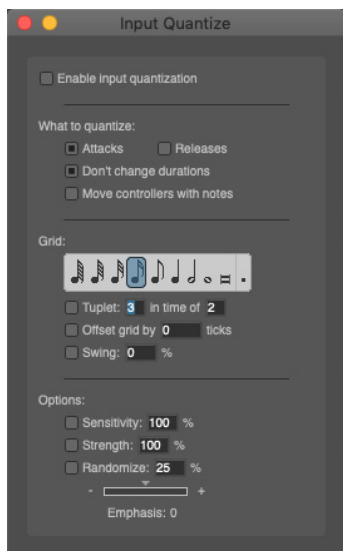 Input Quantize
Enable input quantization
What to quantize:
Attacks Releases
Don't change durations
Move controllers with notes
Grid:
Tuplet: 3 in time of 2
Offset grid by 0 ticks
Swing: 0 %
Options:
Sensitivity: 100 %
Strength: 100 %
Randomize: 25 %
- +
Emphasis: 0